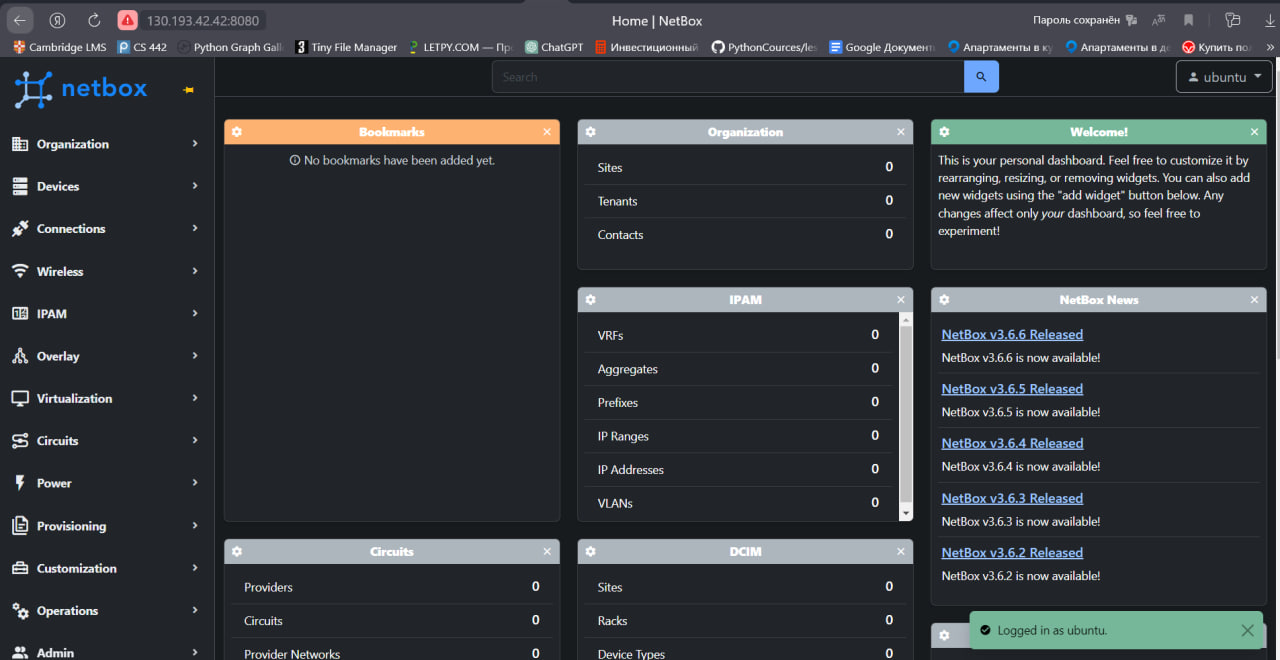 Я
130.193.42.42:8080
Home | NetBox
Пароль сохранён
Cambridge LMS
CS 442
Python Graph Gall
Tiny File Manager
LETPY.COM — Пр
ChatGPT
Инвестиционный
PythonCources/les
Google Документ
Апартаменты в ку
Апартаменты в де
Купить по
»
netbox
Search
ubuntu
Organization
Devices
Connections
Wireless
IPAM
Overlay
Virtualization
Circuits
Power
Provisioning
Customization
Operations
Admin
Bookmarks
No bookmarks have been added yet.
Organization
Sites 0
Tenants 0
Contacts 0
Welcome!
This is your personal dashboard. Feel free to customize it by
rearranging, resizing, or removing widgets. You can also add
new widgets using the "add widget" button below. Any
changes affect only your dashboard, so feel free to
experiment!
IPAM
VRFs 0
Aggregates 0
Prefixes 0
IP Ranges 0
IP Addresses 0
VLANs 0
NetBox News
NetBox v3.6.6 Released
NetBox v3.6.6 is now available!
NetBox v3.6.5 Released
NetBox v3.6.5 is now available!
NetBox v3.6.4 Released
NetBox v3.6.4 is now available!
NetBox v3.6.3 Released
NetBox v3.6.3 is now available!
NetBox v3.6.2 Released
NetBox v3.6.2 is now available!
Circuits
Providers 0
Circuits 0
Provider Networks 0
DCIM
Sites 0
Racks 0
Device Types 0
Logged in as ubuntu.